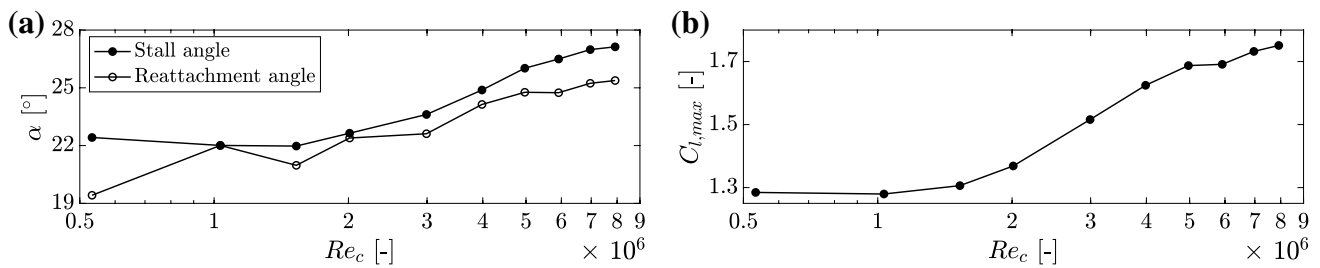 (a)
28
25
22
19
α [°]
Stall angle
Reattachment angle
0.5 1 2 3 4 5 6 7 8 9
Re_c [-] × 10^6
(b)
1.7
1.5
1.3
C_{l,max} [-]
0.5 1 2 3 4 5 6 7 8 9
Re_c [-] × 10^6